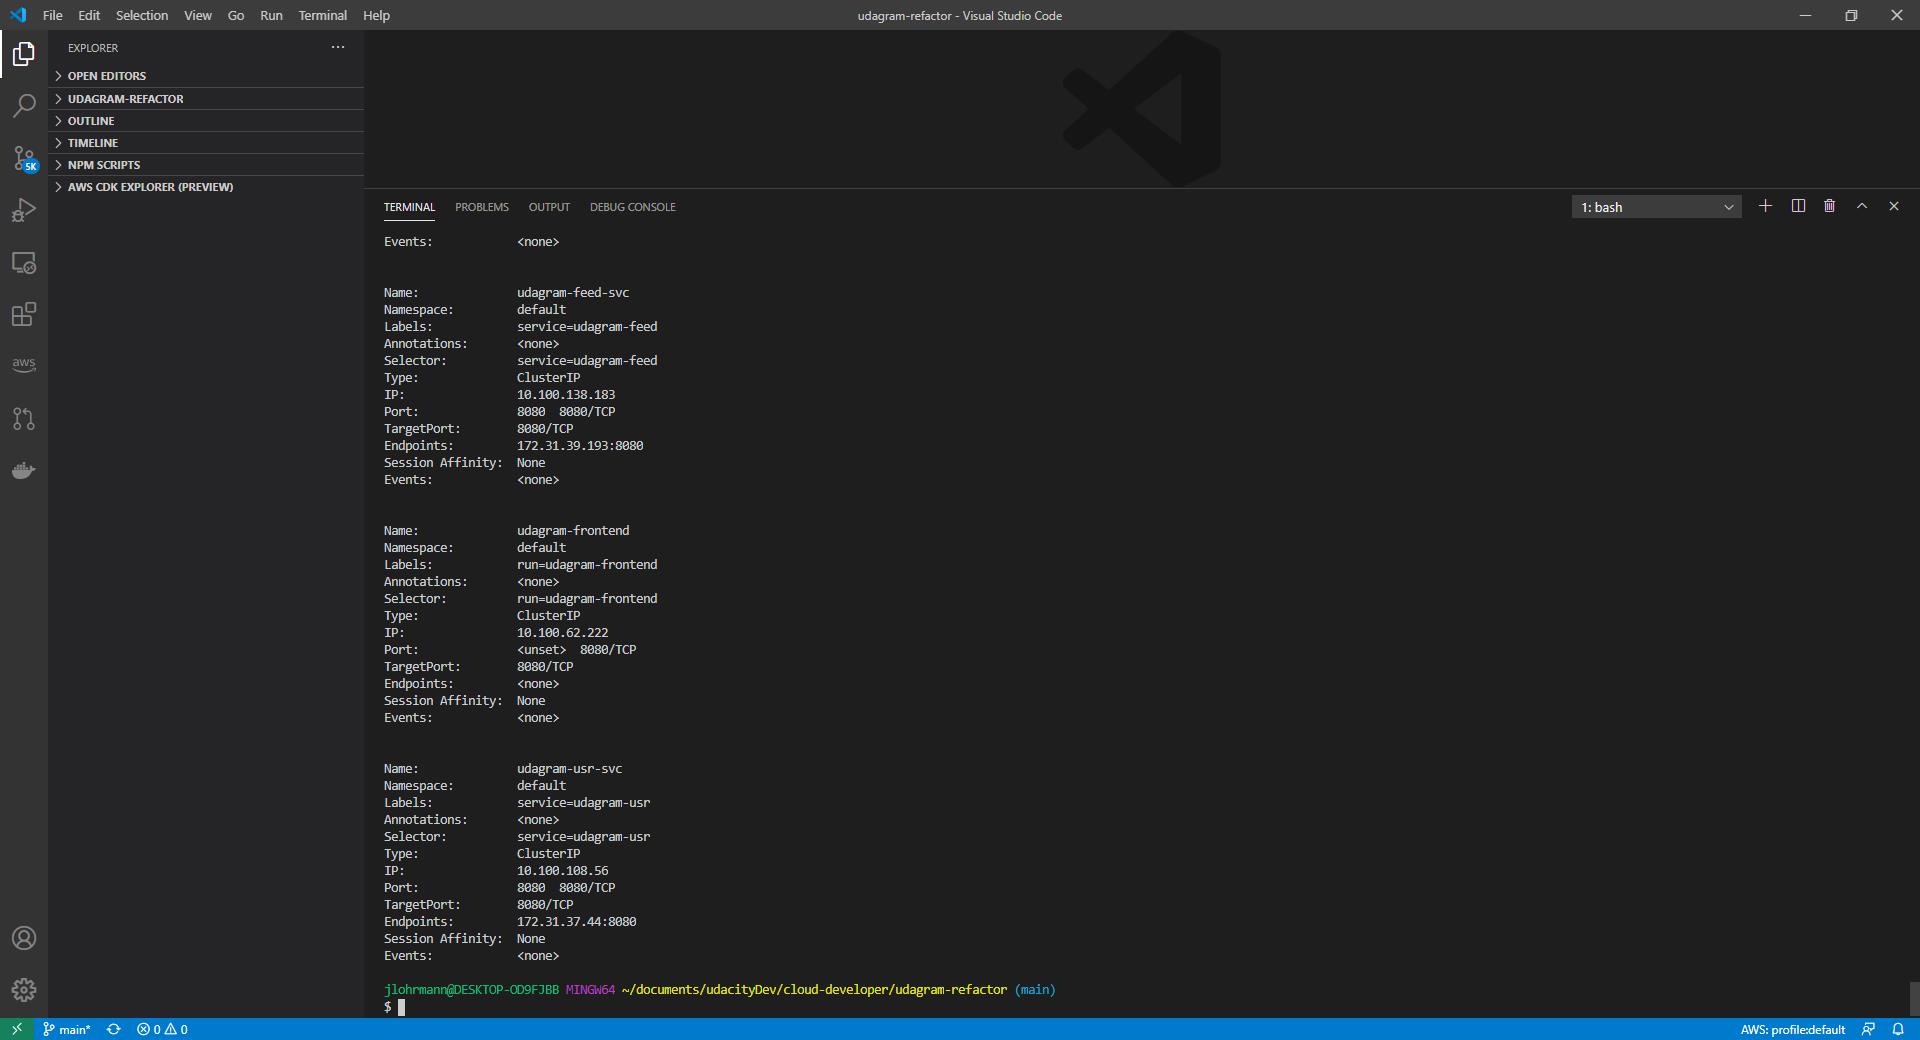 File Edit Selection View Go Run Terminal Help
udagram-refactor - Visual Studio Code
EXPLORER
OPEN EDITORS
UDAGRAM-REFACTOR
OUTLINE
TIMELINE
NPM SCRIPTS
AWS CDK EXPLORER (PREVIEW)
5K
aws
TERMINAL PROBLEMS OUTPUT DEBUG CONSOLE
1: bash
Events: <none>
Name: udagram-feed-svc
Namespace: default
Labels: service=udagram-feed
Annotations: <none>
Selector: service=udagram-feed
Type: ClusterIP
IP: 10.100.138.183
Port: 8080 8080/TCP
TargetPort: 8080/TCP
Endpoints: 172.31.39.193:8080
Session Affinity: None
Events: <none>
Name: udagram-frontend
Namespace: default
Labels: run=udagram-frontend
Annotations: <none>
Selector: run=udagram-frontend
Type: ClusterIP
IP: 10.100.62.222
Port: <unset> 8080/TCP
TargetPort: 8080/TCP
Endpoints: <none>
Session Affinity: None
Events: <none>
Name: udagram-usr-svc
Namespace: default
Labels: service=udagram-usr
Annotations: <none>
Selector: service=udagram-usr
Type: ClusterIP
IP: 10.100.108.56
Port: 8080 8080/TCP
TargetPort: 8080/TCP
Endpoints: 172.31.37.44:8080
Session Affinity: None
Events: <none>
jlohrmann@DESKTOP-OD9FJBB MINGW64 ~/documents/udacityDev/cloud-developer/udagram-refactor (main)
$
main* 0 0
AWS: profile:default